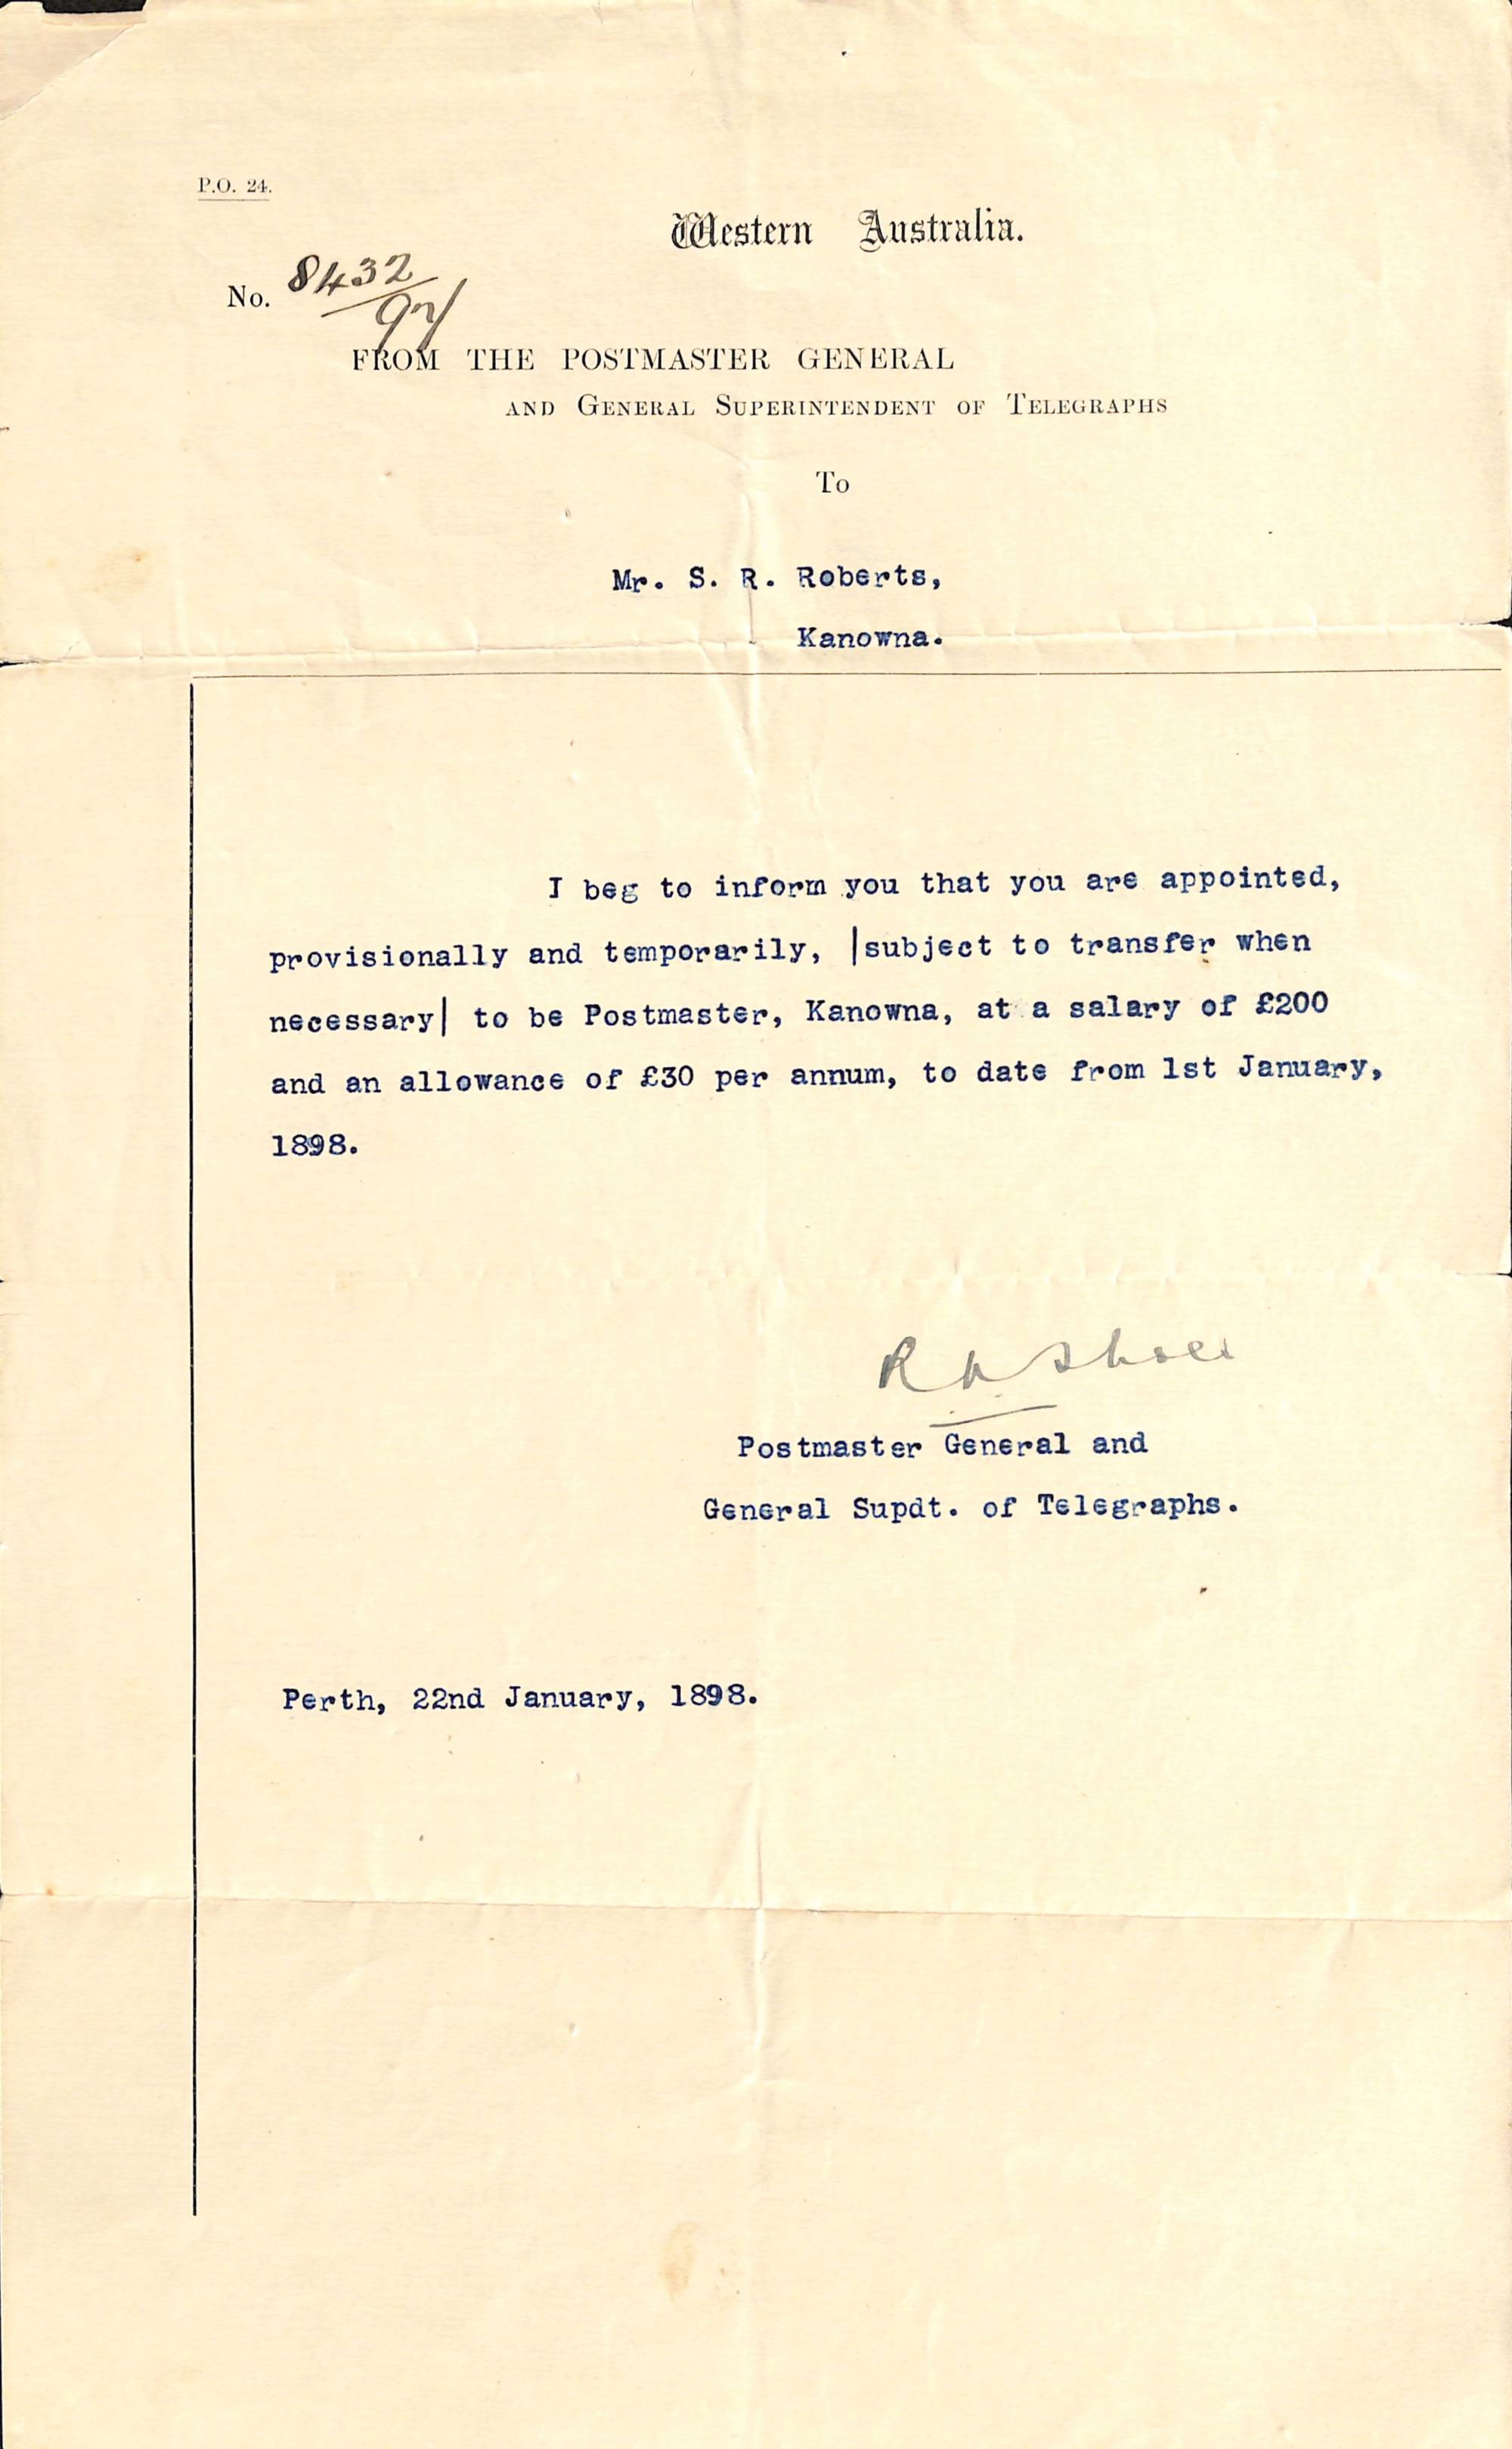 P.O. 24.
Western Australia.
No. 8432/97
FROM THE POSTMASTER GENERAL
AND GENERAL SUPERINTENDENT OF TELEGRAPHS
To
Mr. S. R. Roberts,
Kanowna.
I beg to inform you that you are appointed,
provisionally and temporarily, |subject to transfer when
necessary| to be Postmaster, Kanowna, at a salary of £200
and an allowance of £30 per annum, to date from 1st January,
1898.
R A Sholl
Postmaster General and
General Supdt. of Telegraphs.
Perth, 22nd January, 1898.